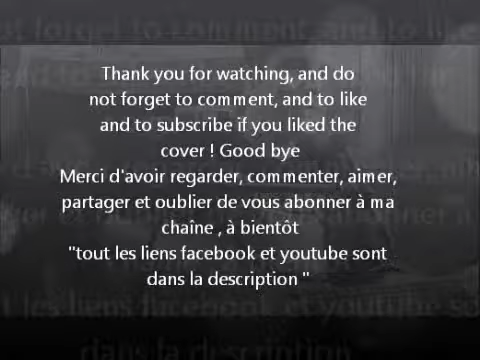 Thank you for watching, and do
not forget to comment, and to like
and to subscribe if you liked the
cover ! Good bye
Merci d'avoir regarder, commenter, aimer,
partager et oublier de vous abonner à ma
chaîne , à bientôt
"tout les liens facebook et youtube sont
dans la description "